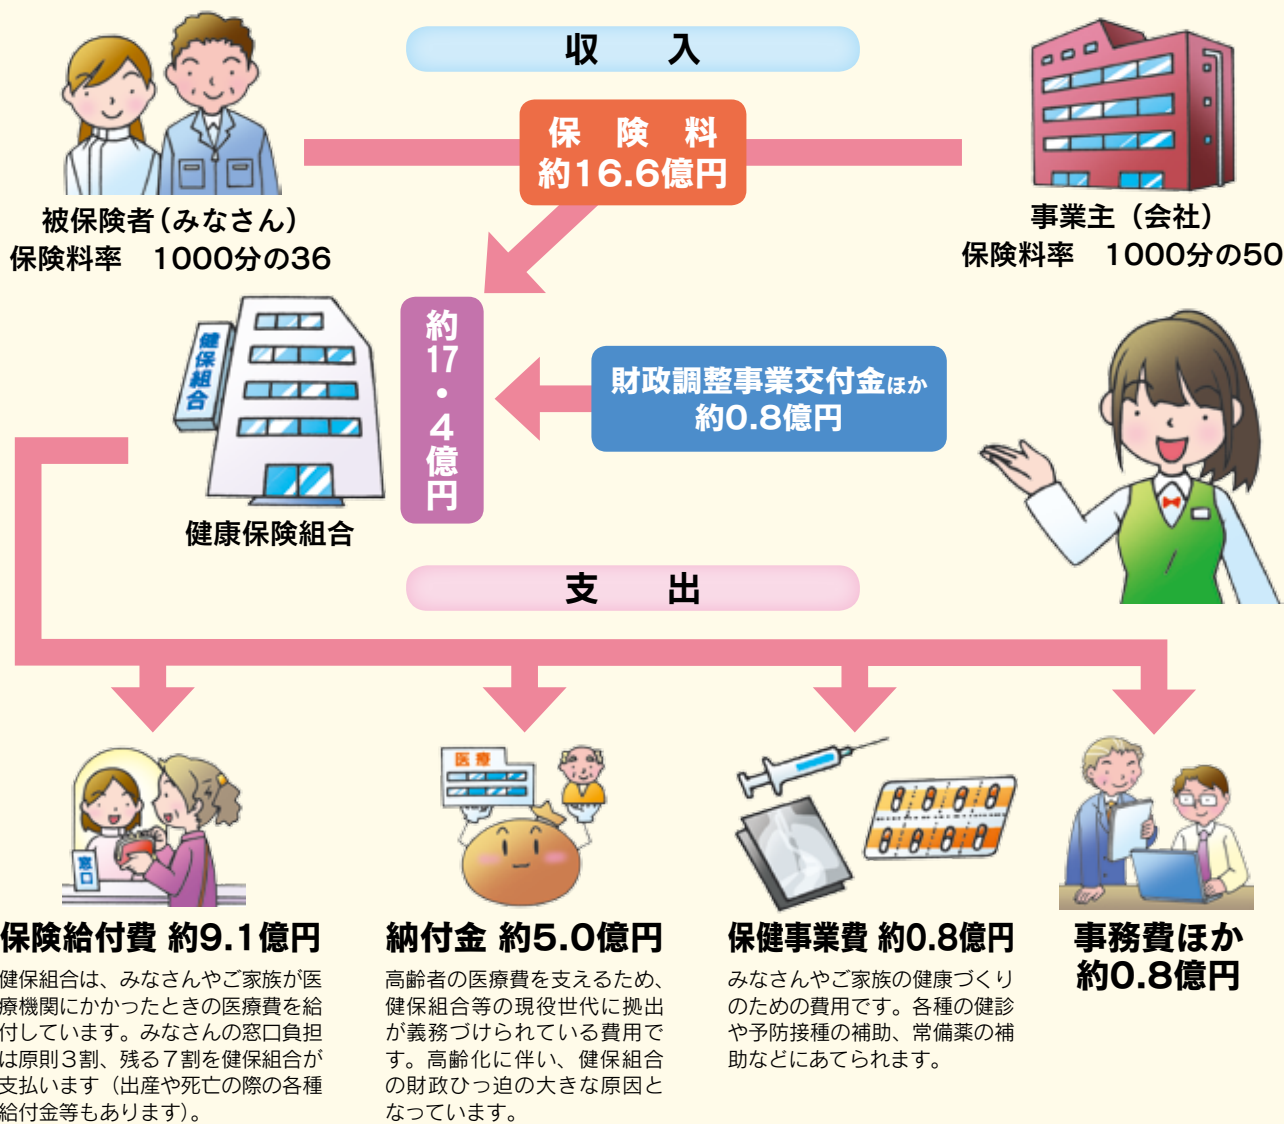 収　入
保　険　料
約16.6億円
被保険者（みなさん）
保険料率　1000分の36
事業主（会社）
保険料率　1000分の50
健保組合
約17・4億円
財政調整事業交付金ほか
約0.8億円
健康保険組合
支　出
窓口
医療
保険給付費 約9.1億円
健保組合は、みなさんやご家族が医
療機関にかかったときの医療費を給
付しています。みなさんの窓口負担
は原則３割、残る７割を健保組合が
支払います（出産や死亡の際の各種
給付金等もあります）。
納付金 約5.0億円
高齢者の医療費を支えるため、
健保組合等の現役世代に拠出
が義務づけられている費用で
す。高齢化に伴い、健保組合
の財政ひっ迫の大きな原因と
なっています。
保健事業費 約0.8億円
みなさんやご家族の健康づくり
のための費用です。各種の健診
や予防接種の補助、常備薬の補
助などにあてられます。
事務費ほか
約0.8億円